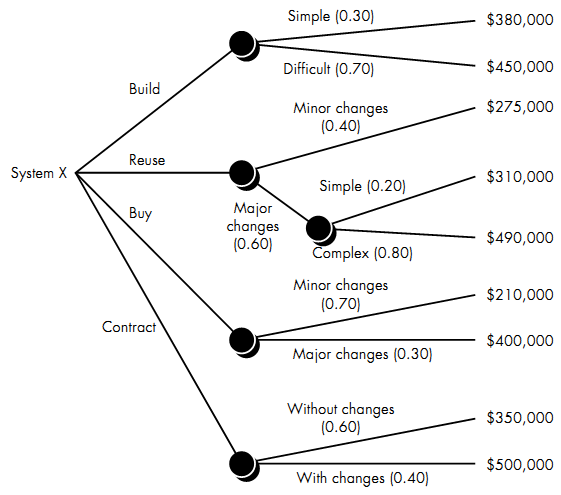 Simple (0.30)
$380,000
Difficult (0.70)
$450,000
Build
Minor changes
(0.40)
$275,000
System X
Reuse
Simple (0.20)
$310,000
Major
changes
(0.60)
Buy
Complex (0.80)
$490,000
Minor changes
(0.70)
$210,000
Contract
Major changes (0.30)
$400,000
Without changes
(0.60)
$350,000
With changes (0.40)
$500,000